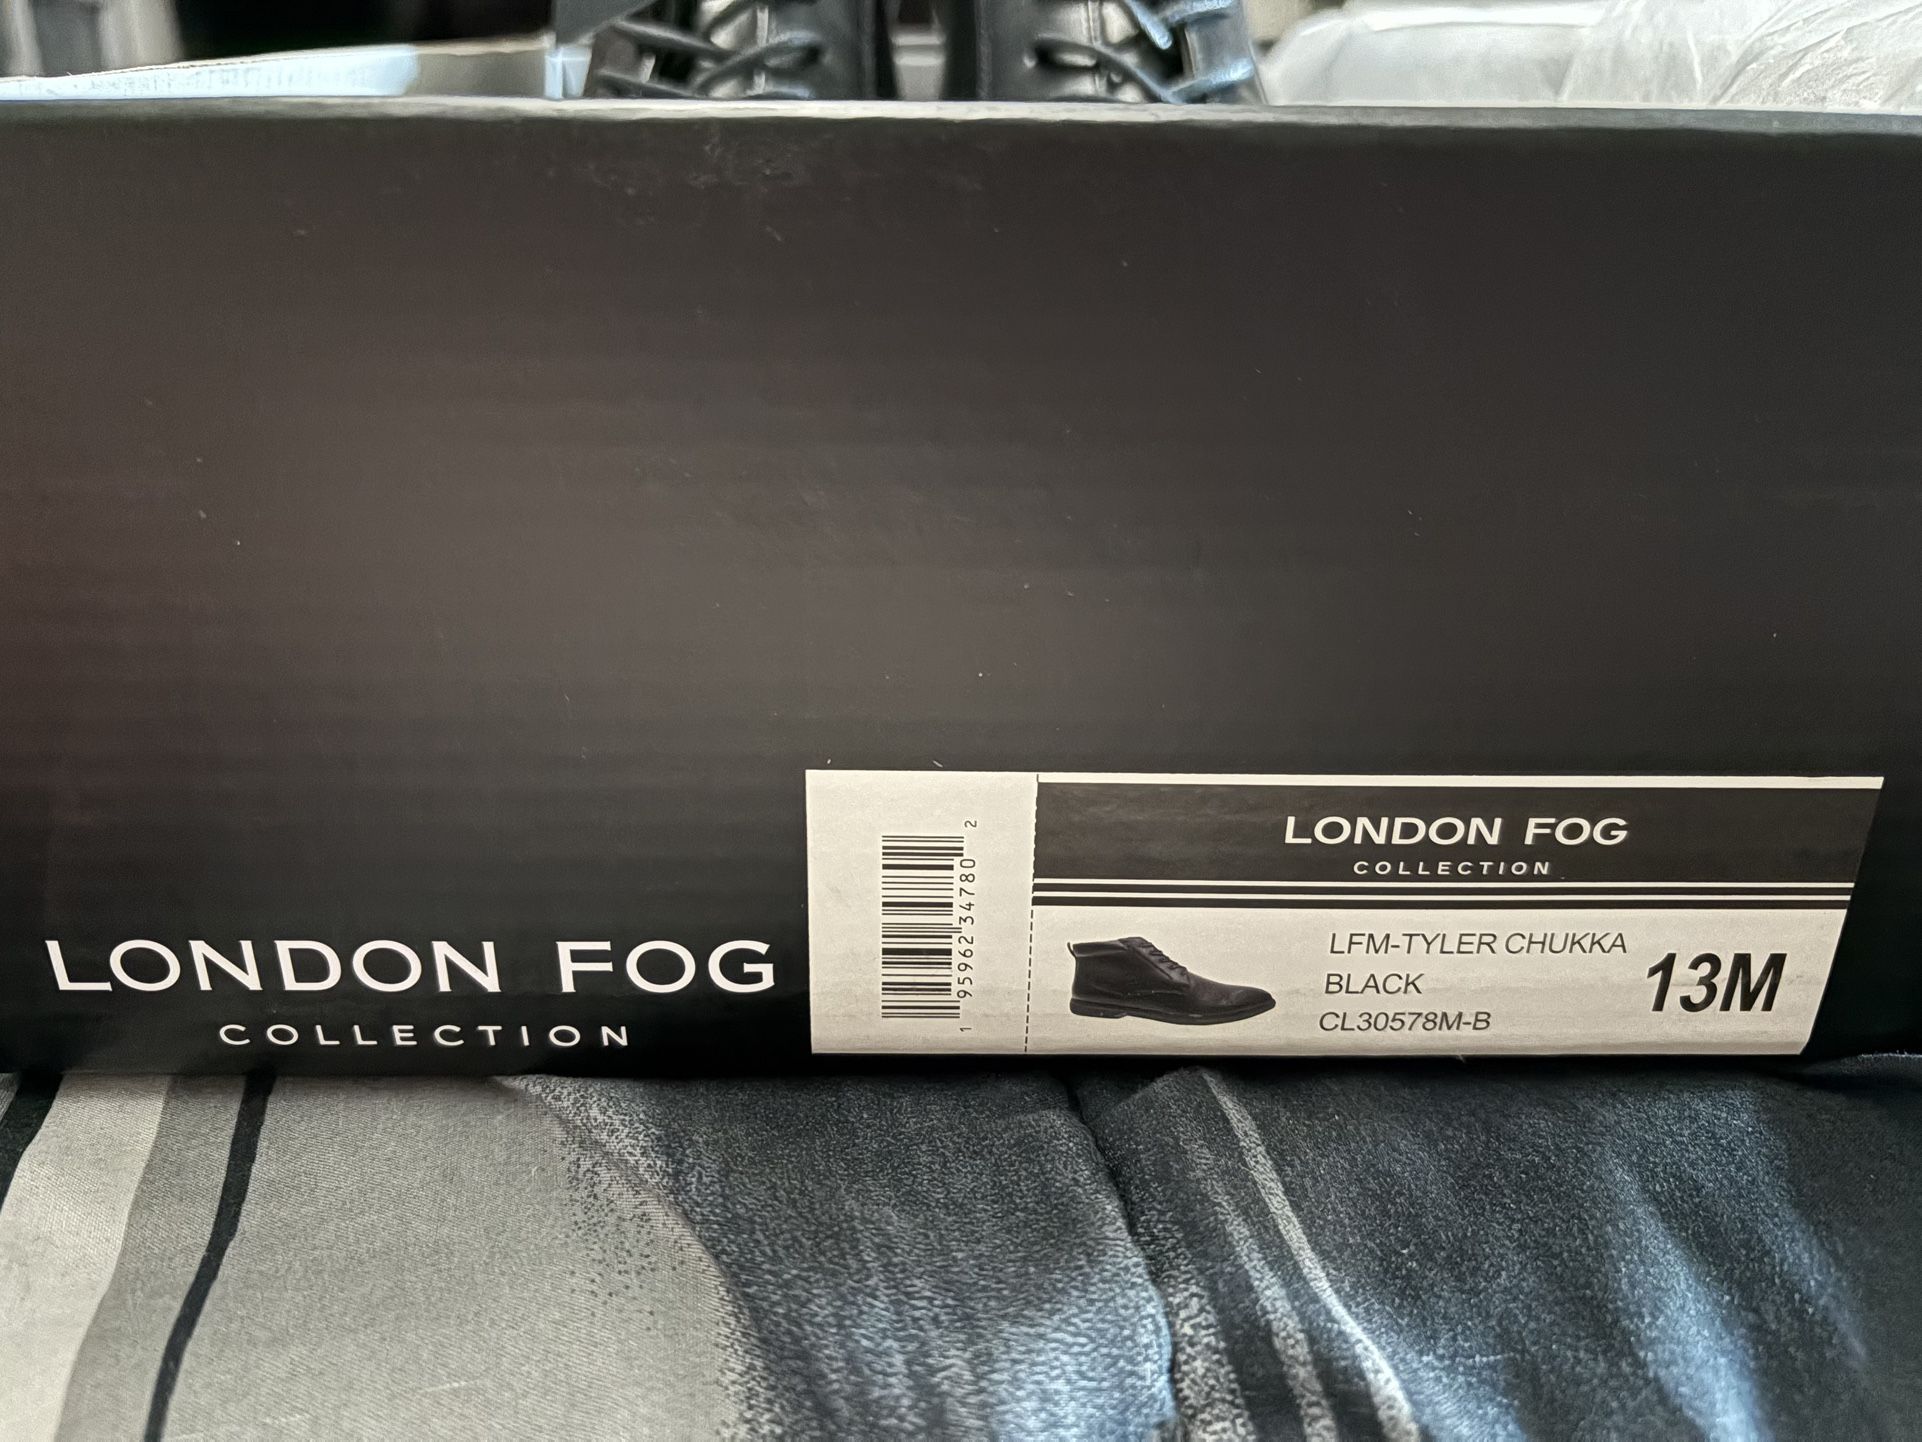 LONDON FOG
COLLECTION
1 95962 34780 2
LONDON FOG
COLLECTION
LFM-TYLER CHUKKA
BLACK
CL30578M-B
13M